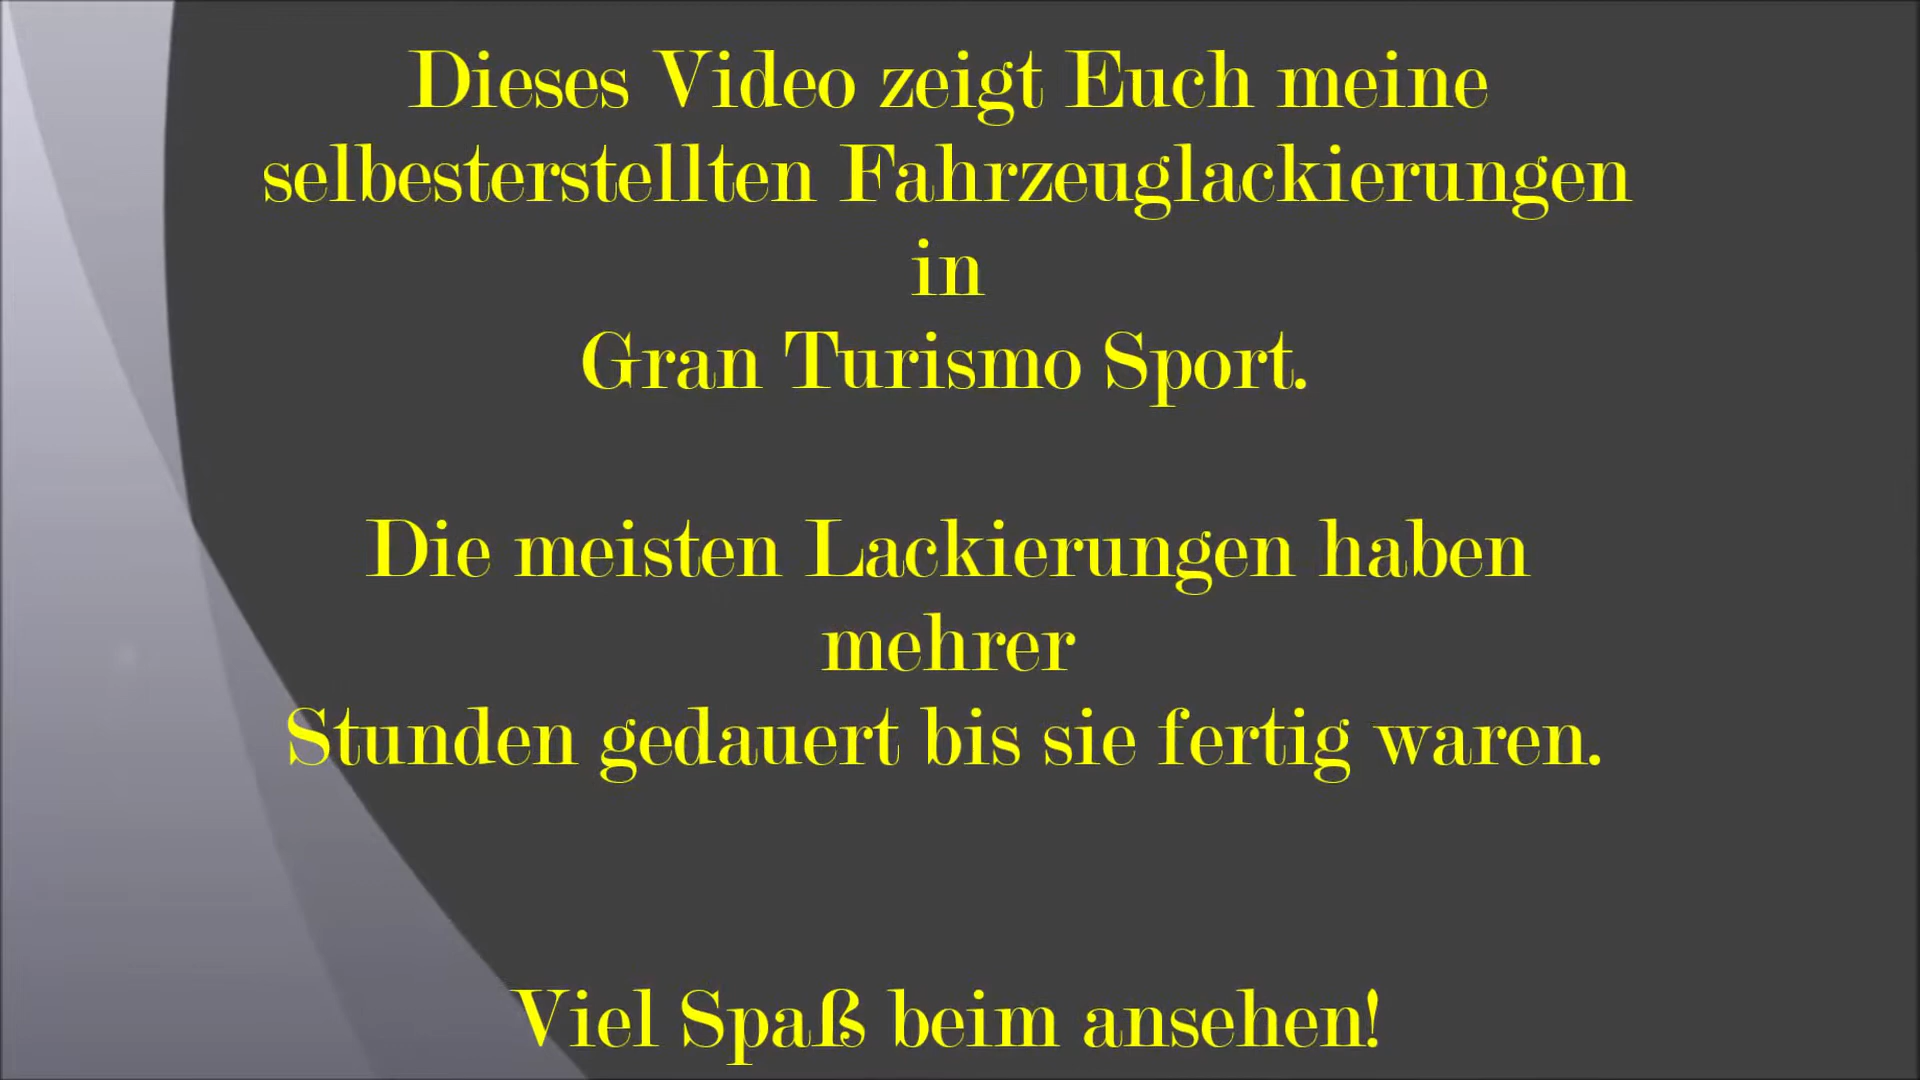 Dieses Video zeigt Euch meine
selbesterstellten Fahrzeuglackierungen
in
Gran Turismo Sport.
Die meisten Lackierungen haben
mehrer
Stunden gedauert bis sie fertig waren.
Viel Spaß beim ansehen!